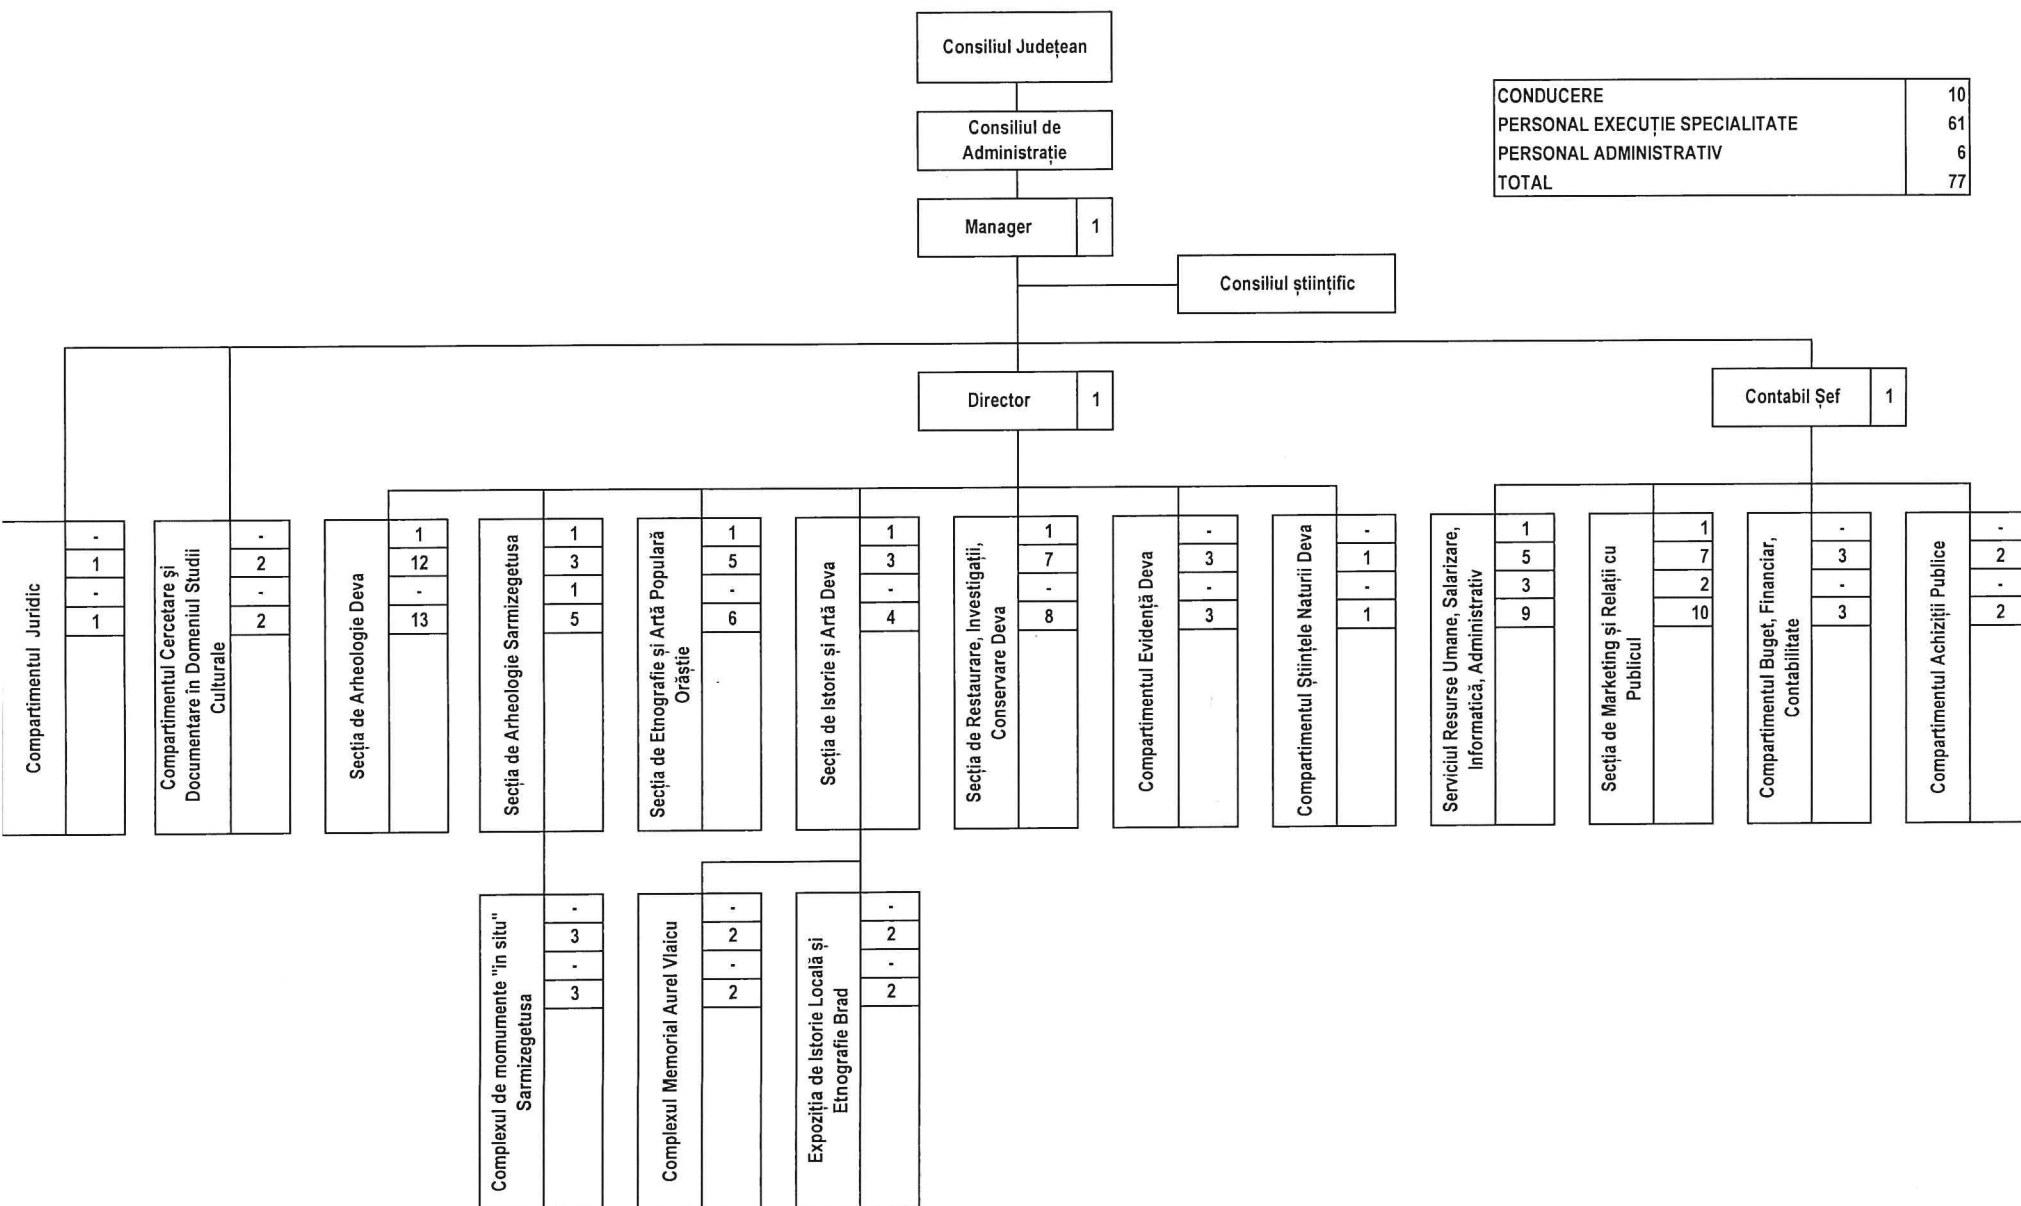 Consiliul Județean
CONDUCERE 10
PERSONAL EXECUȚIE SPECIALITATE 61
PERSONAL ADMINISTRATIV 6
TOTAL 77
Consiliul de
Administrație
Manager 1
Consiliul științific
Director 1
Contabil Șef 1
Compartimentul Juridic
-
1
-
1
Compartimentul Cercetare și
Documentare în Domeniul Studii
Culturale
-
2
-
2
Secția de Arheologie Deva
1
12
-
13
Secția de Arheologie Sarmizegetusa
1
3
1
5
Secția de Etnografie și Artă Populară
Orăștie
1
5
-
6
Secția de Istorie și Artă Deva
1
3
-
4
Secția de Restaurare, Investigații,
Conservare Deva
1
7
-
8
Compartimentul Evidență Deva
-
3
-
3
Compartimentul Științele Naturii Deva
-
1
-
1
Serviciul Resurse Umane, Salarizare,
Informatică, Administrativ
1
5
3
9
Secția de Marketing și Relații cu
Publicul
1
7
2
10
Compartimentul Buget, Financiar,
Contabilitate
-
3
-
3
Compartimentul Achiziții Publice
-
2
-
2
Complexul de momumente "in situ"
Sarmizegetusa
-
3
-
3
Complexul Memorial Aurel Vlaicu
-
2
-
2
Expoziția de Istorie Locală și
Etnografie Brad
-
2
-
2